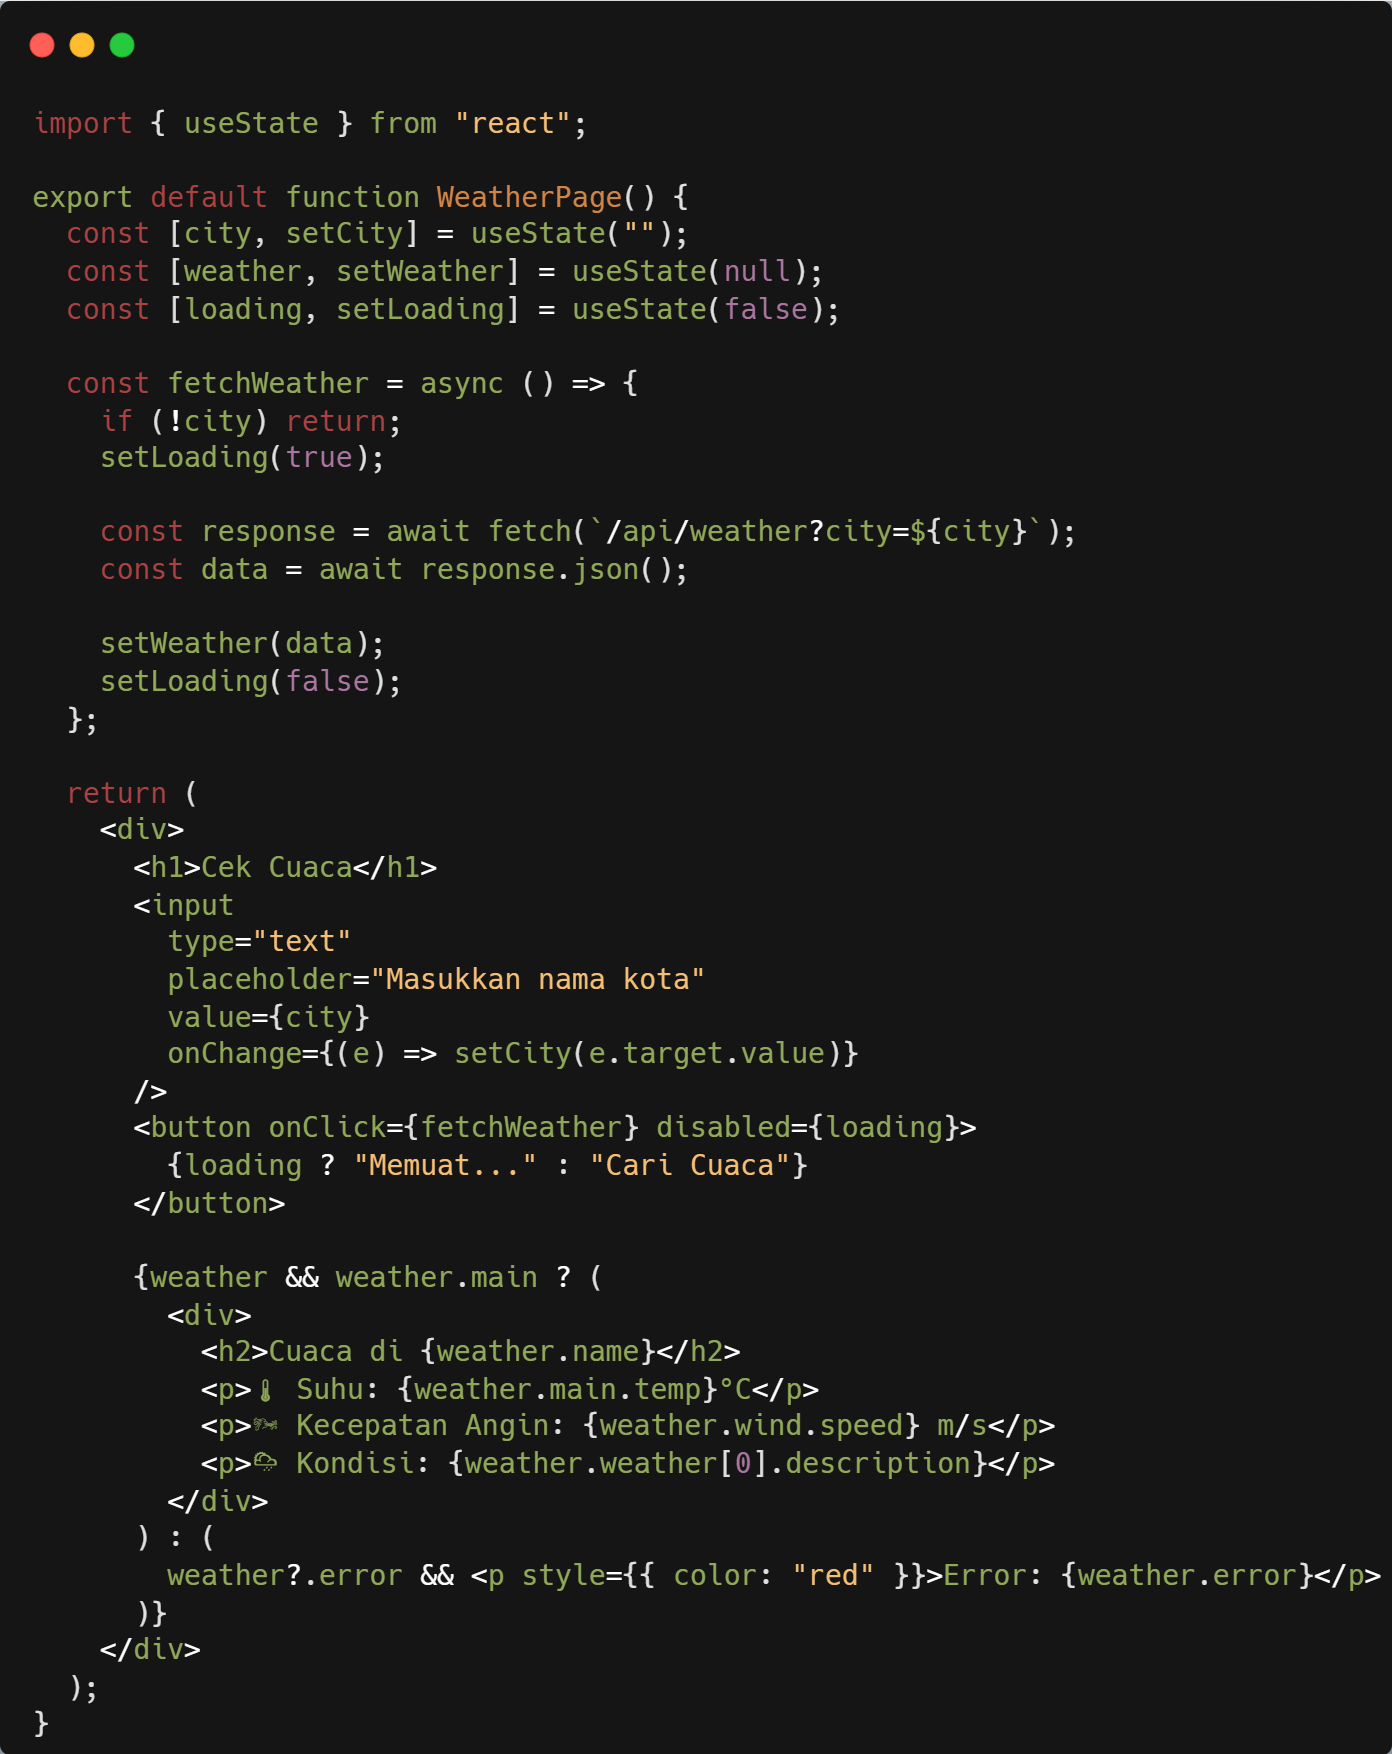 import { useState } from "react";

export default function WeatherPage() {
  const [city, setCity] = useState("");
  const [weather, setWeather] = useState(null);
  const [loading, setLoading] = useState(false);

  const fetchWeather = async () => {
    if (!city) return;
    setLoading(true);

    const response = await fetch(`/api/weather?city=${city}`);
    const data = await response.json();

    setWeather(data);
    setLoading(false);
  };

  return (
    <div>
      <h1>Cek Cuaca</h1>
      <input
        type="text"
        placeholder="Masukkan nama kota"
        value={city}
        onChange={(e) => setCity(e.target.value)}
      />
      <button onClick={fetchWeather} disabled={loading}>
        {loading ? "Memuat..." : "Cari Cuaca"}
      </button>

      {weather && weather.main ? (
        <div>
          <h2>Cuaca di {weather.name}</h2>
          <p>🌡 Suhu: {weather.main.temp}°C</p>
          <p>🌬 Kecepatan Angin: {weather.wind.speed} m/s</p>
          <p>🌦 Kondisi: {weather.weather[0].description}</p>
        </div>
      ) : (
        weather?.error && <p style={{ color: "red" }}>Error: {weather.error}</p>
      )}
    </div>
  );
}